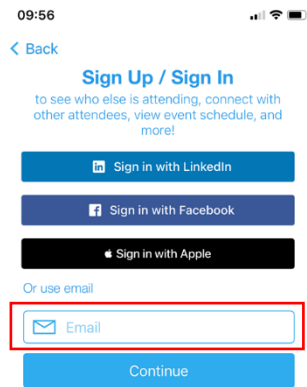 09:56
Back
Sign Up / Sign In
to see who else is attending, connect with
other attendees, view event schedule, and
more!
in Sign in with LinkedIn
f Sign in with Facebook
Sign in with Apple
Or use email
Email
Continue